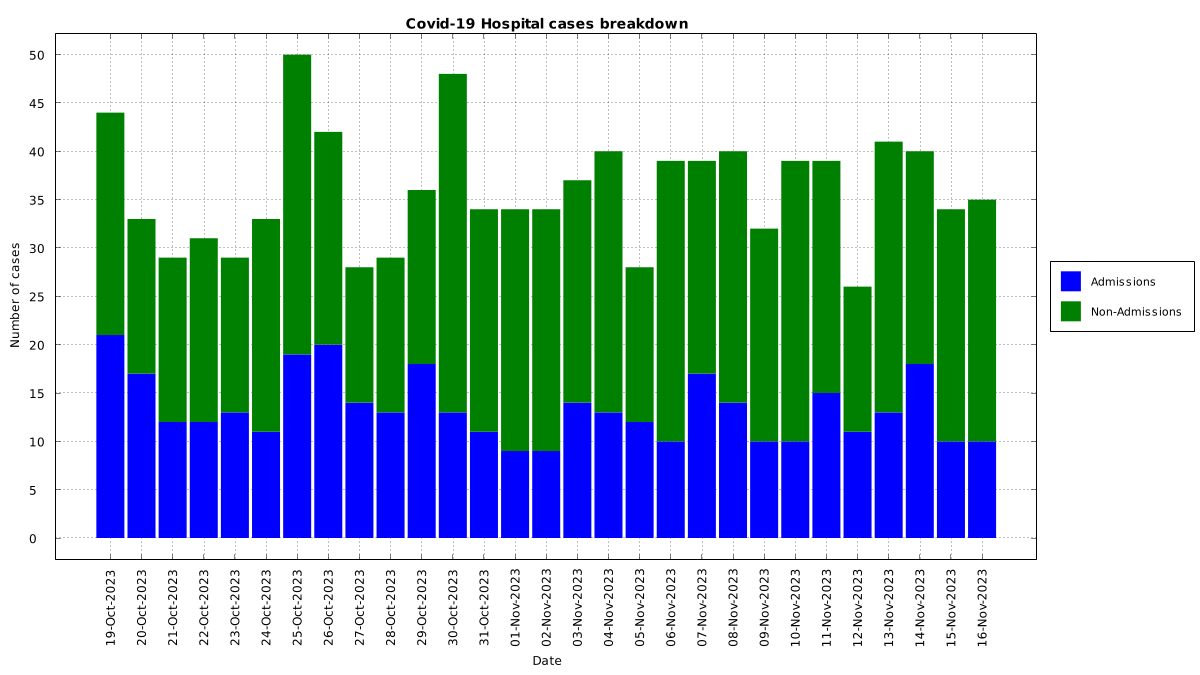 Covid-19 Hospital cases breakdown
50
45
40
35
30
25
20
15
10
5
0
Number of cases
19-Oct-2023
20-Oct-2023
21-Oct-2023
22-Oct-2023
23-Oct-2023
24-Oct-2023
25-Oct-2023
26-Oct-2023
27-Oct-2023
28-Oct-2023
29-Oct-2023
30-Oct-2023
31-Oct-2023
01-Nov-2023
02-Nov-2023
03-Nov-2023
04-Nov-2023
05-Nov-2023
06-Nov-2023
07-Nov-2023
08-Nov-2023
09-Nov-2023
10-Nov-2023
11-Nov-2023
12-Nov-2023
13-Nov-2023
14-Nov-2023
15-Nov-2023
16-Nov-2023
Date
Admissions
Non-Admissions